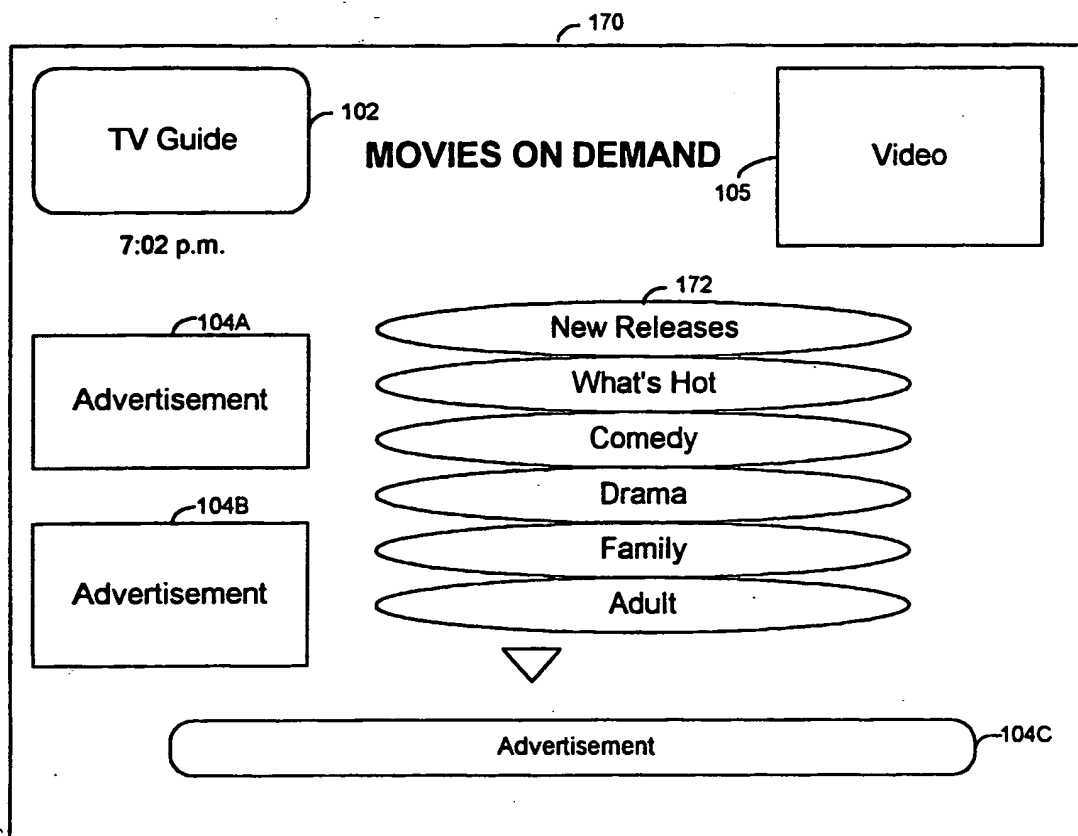 170
TV Guide
102
MOVIES ON DEMAND
105
Video
7:02 p.m.
172
104A
Advertisement
New Releases
What's Hot
Comedy
Drama
Family
Adult
104B
Advertisement
Advertisement
104C